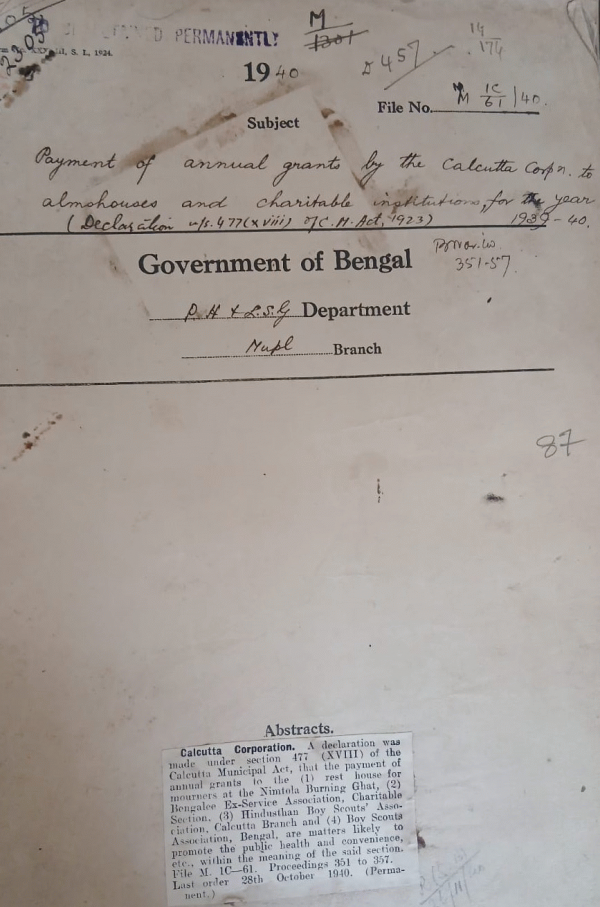 PERMANENTLY
M
1301
457
14
174
III, S. I., 1934.
1940
File No. M 1C/61/40.
Subject
Payment of annual grants by the Calcutta Corpn. to
almshouses and charitable institutions, for the year
(Declaration u/s. 477 (xviii) of C. M. Act, 1923) 1939-40.
351-57
Government of Bengal
P. H & L. S. G Department
Mupl Branch
87
Abstracts.
Calcutta Corporation. A declaration was
made under section 477 (XVIII) of the
Calcutta Municipal Act, that the payment of
annual grants to the (1) rest house for
mourners at the Nimtola Burning Ghat, (2)
Bengalee Ex-Service Association, Charitable
Section, (3) Hindusthan Boy Scouts' Asso-
ciation, Calcutta Branch and (4) Boy Scouts
Association, Bengal, are matters likely to
promote the public health and convenience,
etc., within the meaning of the said section.
File M. 1C—61. Proceedings 351 to 357.
Last order 28th October 1940. (Perma-
nent.)